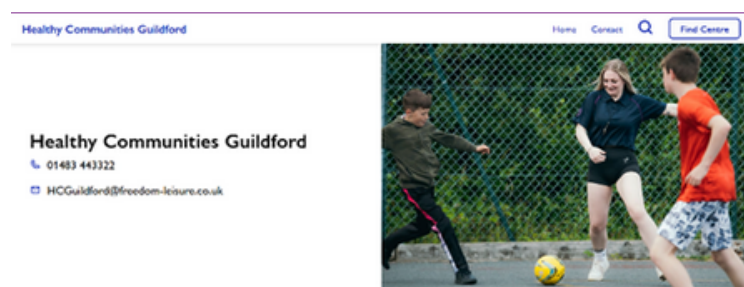 Healthy Communities Guildford
Home Contact Find Centre
Healthy Communities Guildford
01483 443322
HCGuildford@freedom-leisure.co.uk